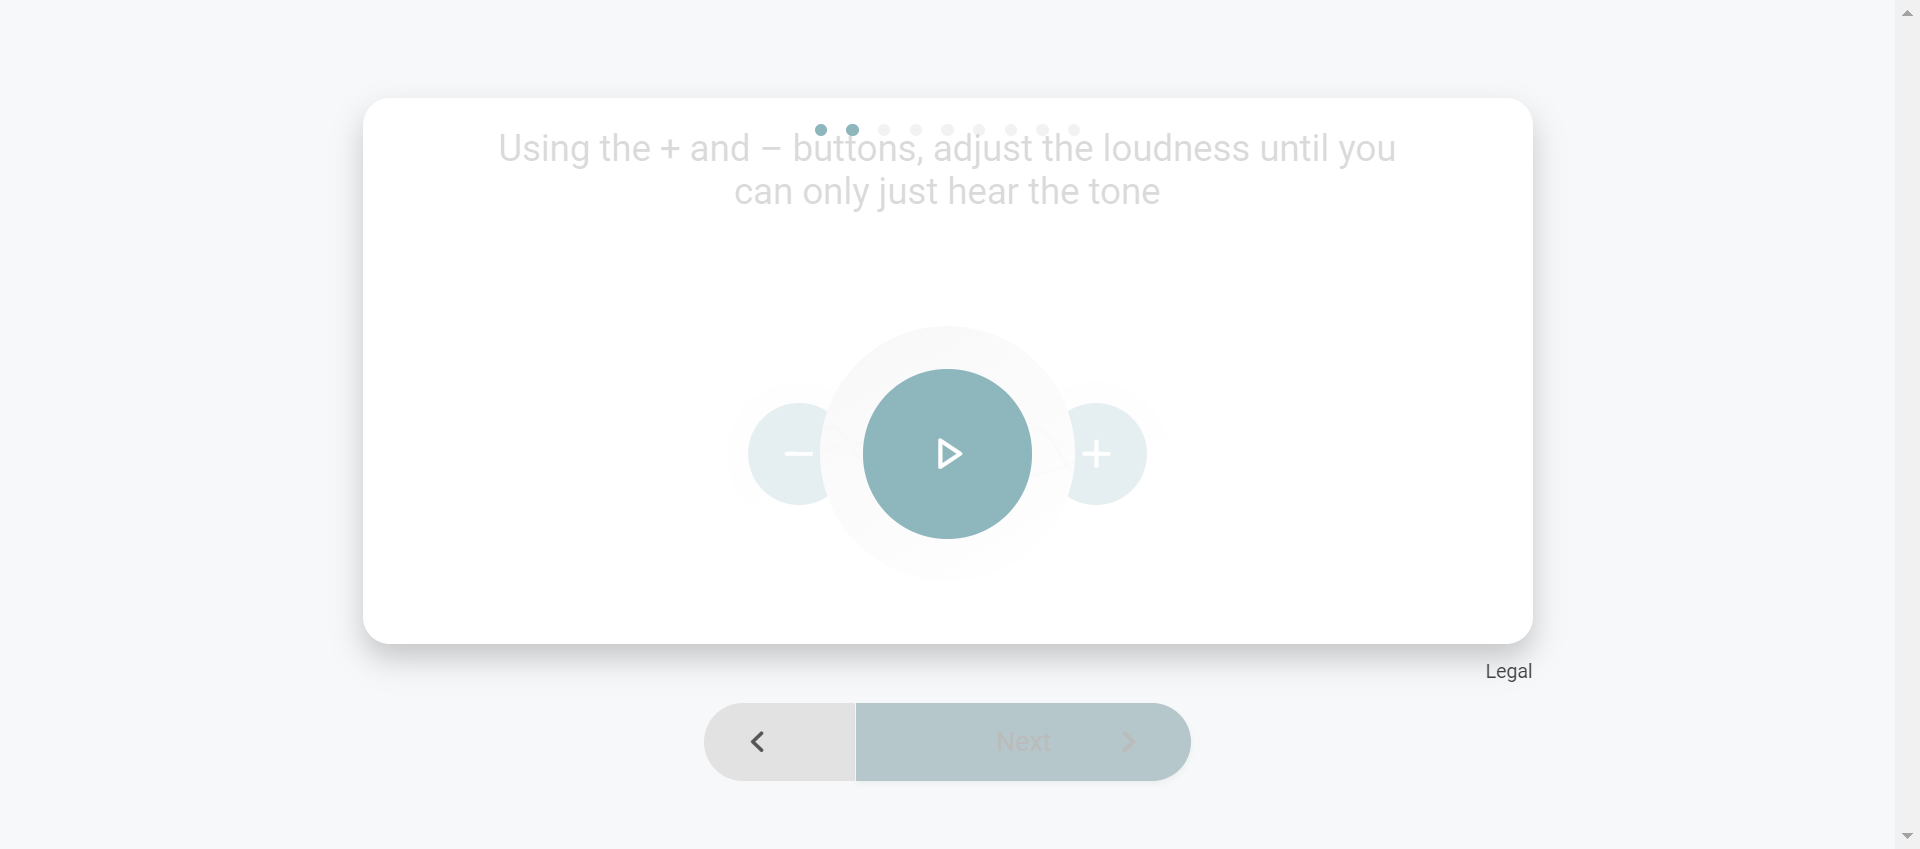 Using the + and – buttons, adjust the loudness until you
can only just hear the tone
Legal
Next